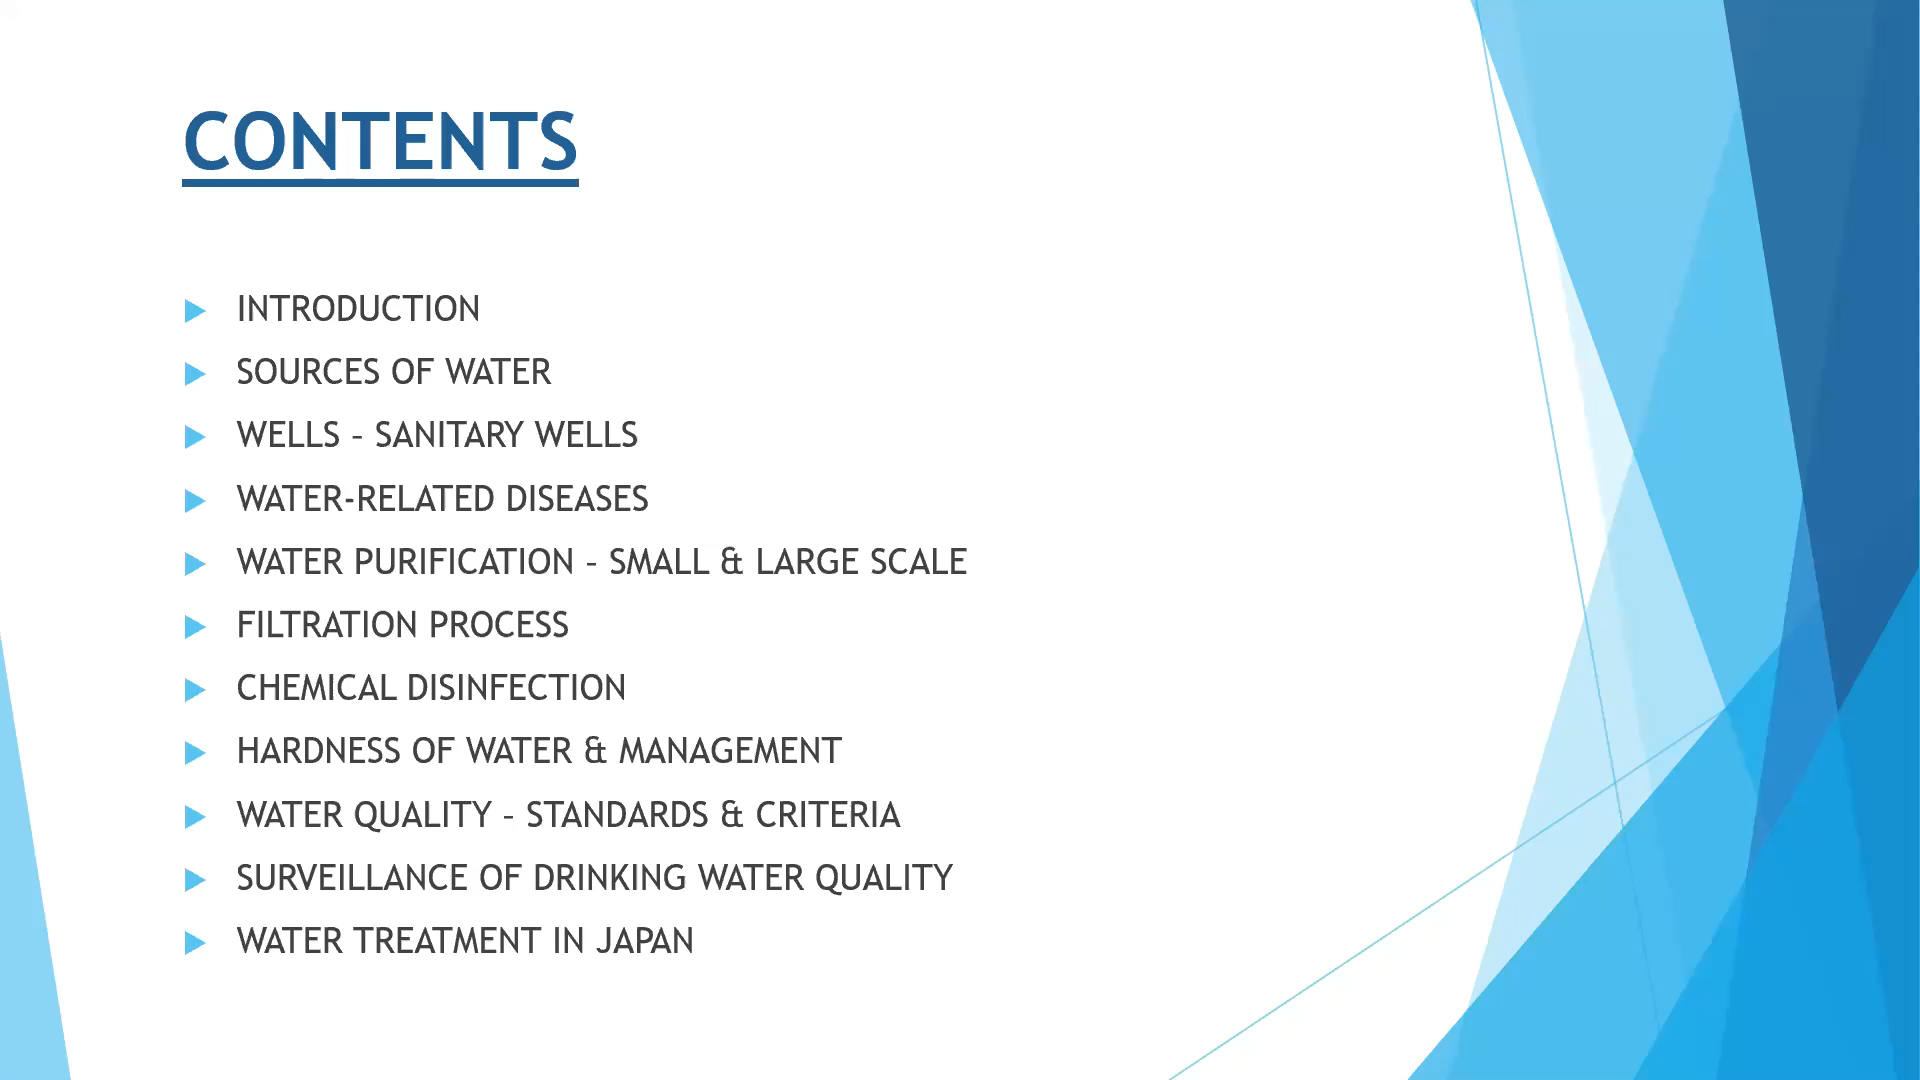 CONTENTS
INTRODUCTION
SOURCES OF WATER
WELLS – SANITARY WELLS
WATER-RELATED DISEASES
WATER PURIFICATION – SMALL & LARGE SCALE
FILTRATION PROCESS
CHEMICAL DISINFECTION
HARDNESS OF WATER & MANAGEMENT
WATER QUALITY – STANDARDS & CRITERIA
SURVEILLANCE OF DRINKING WATER QUALITY
WATER TREATMENT IN JAPAN